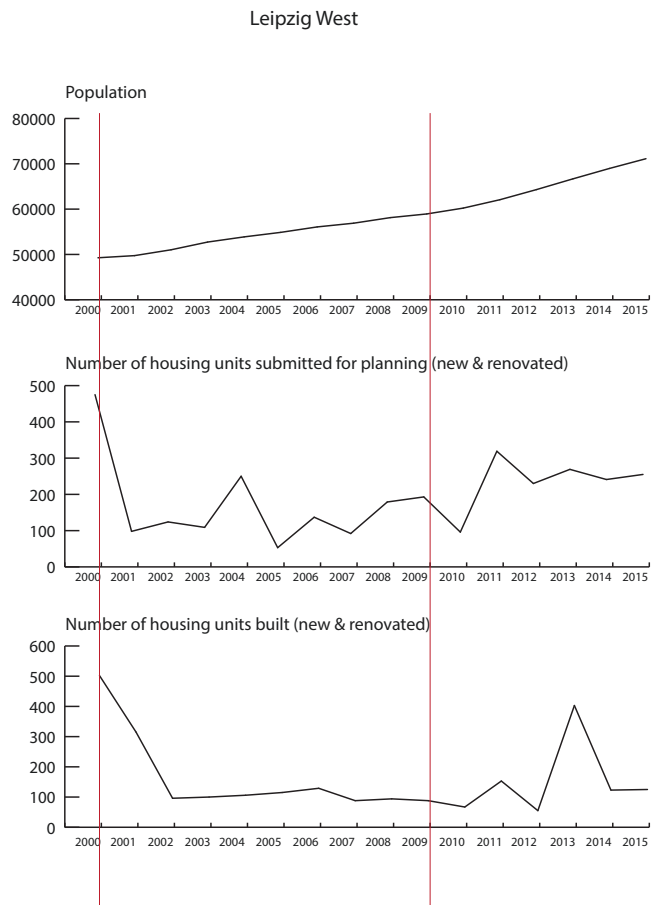 Leipzig West
Population
80000
70000
60000
50000
40000
2000 2001 2002 2003 2004 2005 2006 2007 2008 2009 2010 2011 2012 2013 2014 2015
Number of housing units submitted for planning (new & renovated)
500
400
300
200
100
0
2000 2001 2002 2003 2004 2005 2006 2007 2008 2009 2010 2011 2012 2013 2014 2015
Number of housing units built (new & renovated)
600
500
400
300
200
100
0
2000 2001 2002 2003 2004 2005 2006 2007 2008 2009 2010 2011 2012 2013 2014 2015